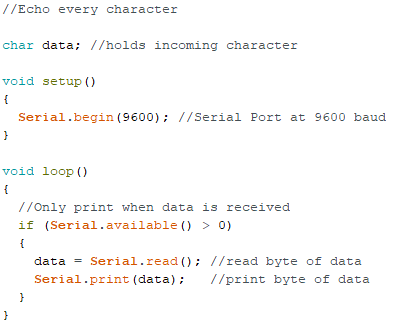 //Echo every character

char data; //holds incoming character

void setup()
{
  Serial.begin(9600); //Serial Port at 9600 baud
}

void loop()
{
  //Only print when data is received
  if (Serial.available() > 0)
  {
    data = Serial.read(); //read byte of data
    Serial.print(data);   //print byte of data
  }
}